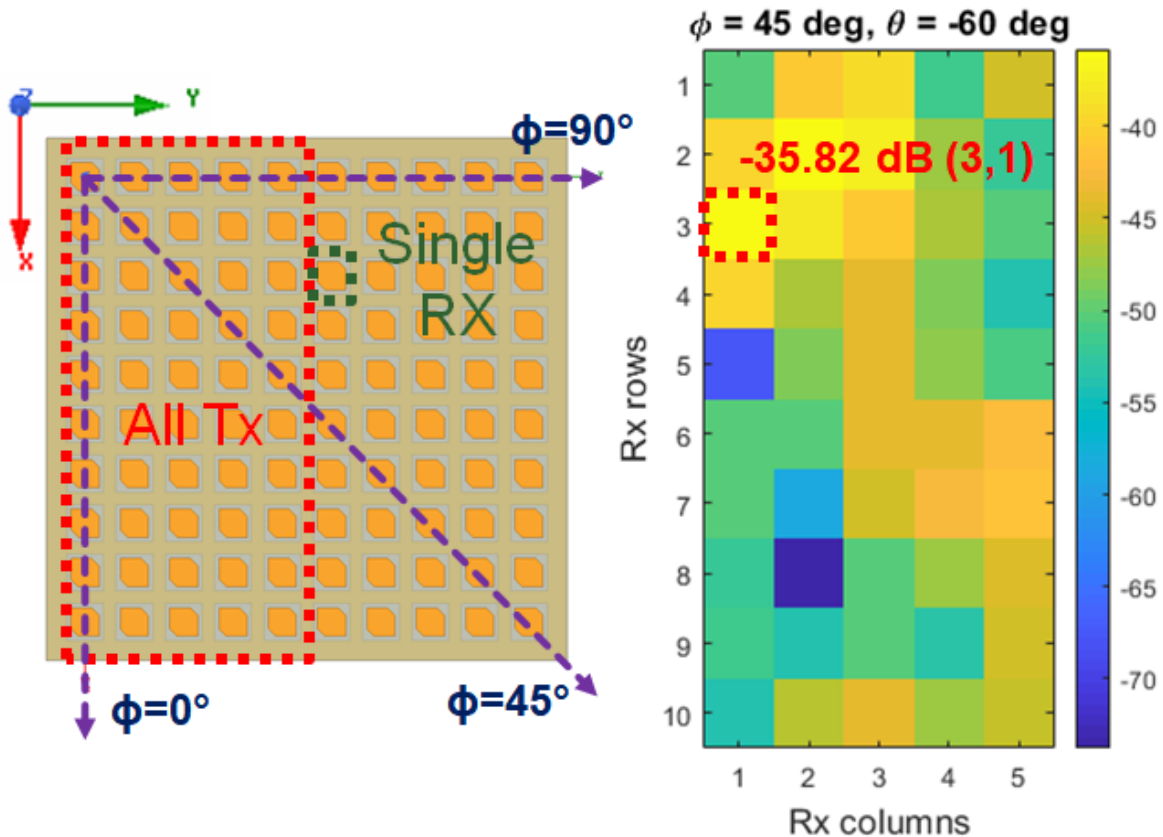 Z
Y
X
ϕ=90°
Single
RX
All Tx
ϕ=0°
ϕ=45°
ϕ = 45 deg, θ = -60 deg
-35.82 dB (3,1)
Rx rows
1
2
3
4
5
6
7
8
9
10
1 2 3 4 5
Rx columns
-40
-45
-50
-55
-60
-65
-70